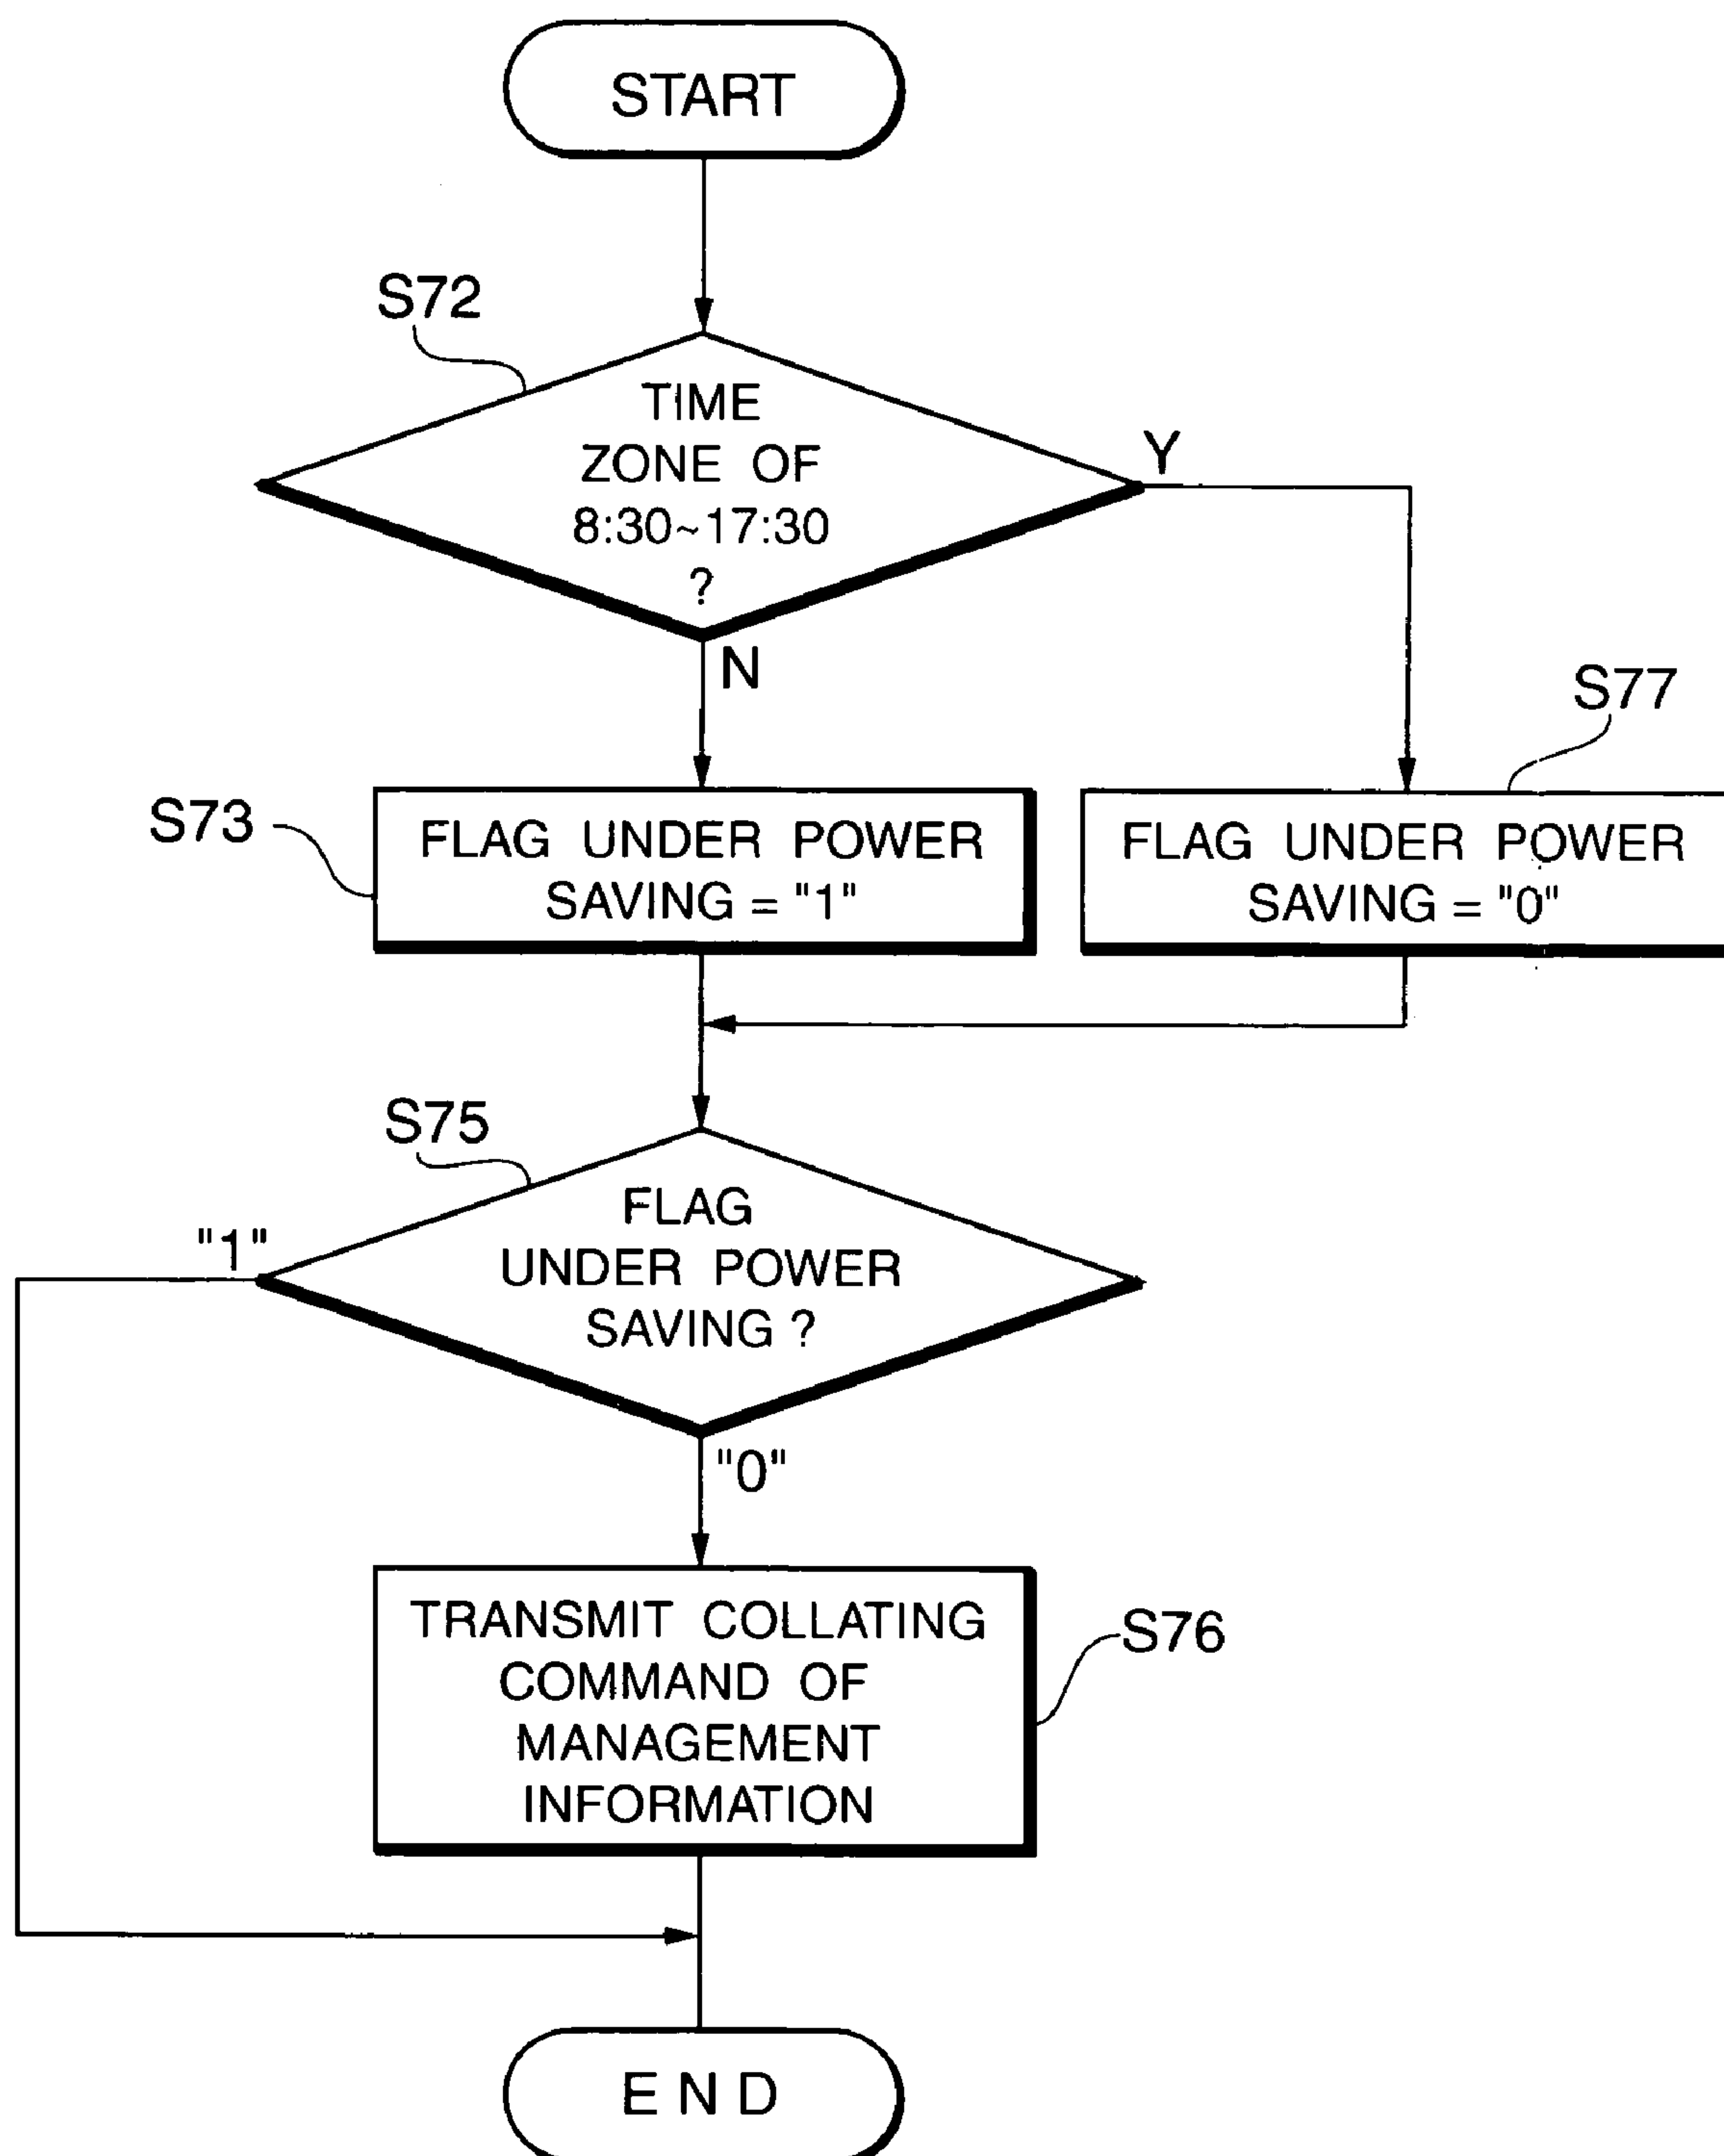 START
S72
TIME
ZONE OF
8:30~17:30
?
Y
N
S77
S73
FLAG UNDER POWER
SAVING = "1"
FLAG UNDER POWER
SAVING = "0"
S75
FLAG
UNDER POWER
SAVING ?
"1"
"0"
TRANSMIT COLLATING
COMMAND OF
MANAGEMENT
INFORMATION
S76
END